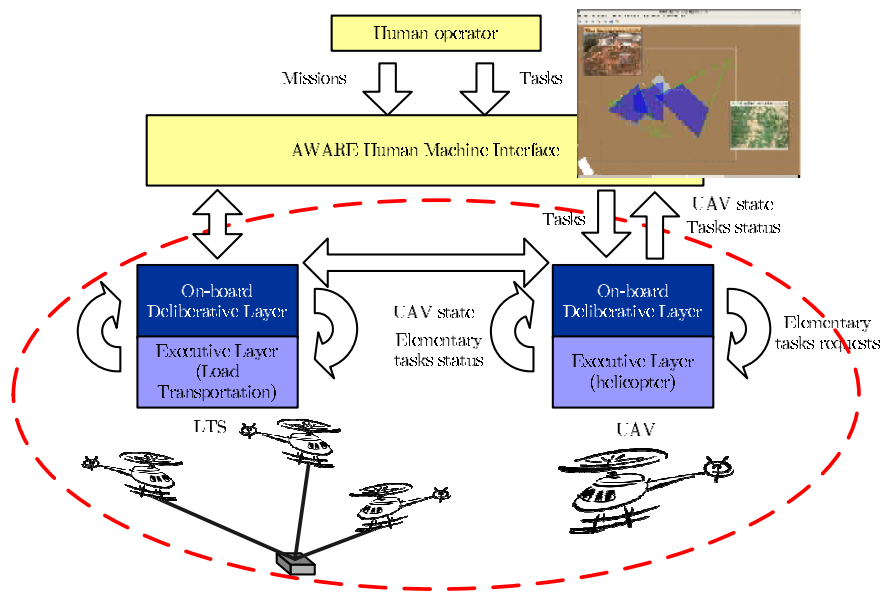 Human operator
Missions
Tasks
AWARE Human Machine Interface
Tasks
UAV state
Tasks status
On-board
Deliberative Layer
On-board
Deliberative Layer
UAV state
Elementary
tasks status
Elementary
tasks requests
Executive Layer
(Load
Transportation)
Executive Layer
(helicopter)
LTS
UAV